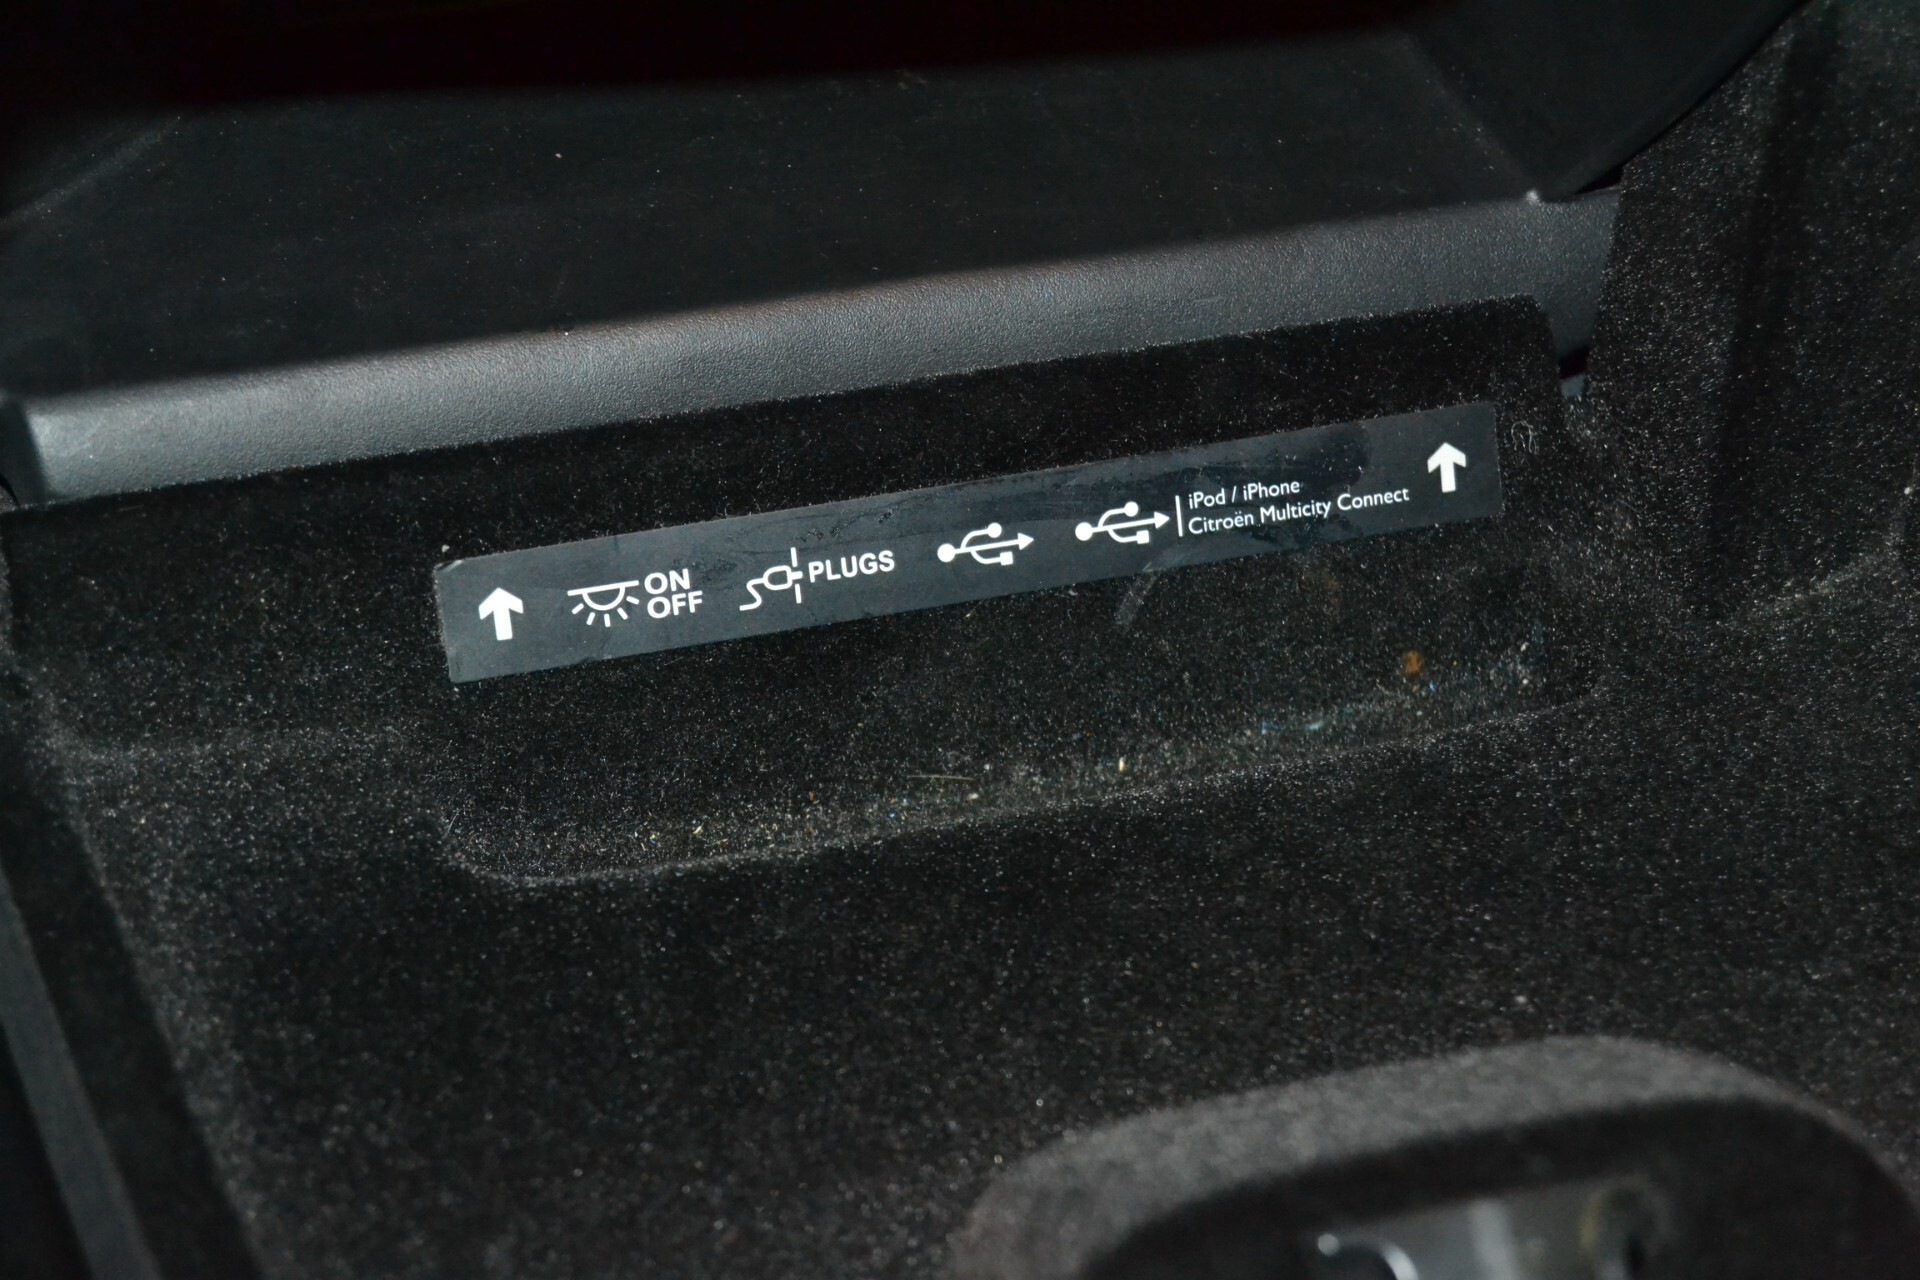 ON
OFF
PLUGS
iPod / iPhone
Citroën Multicity Connect